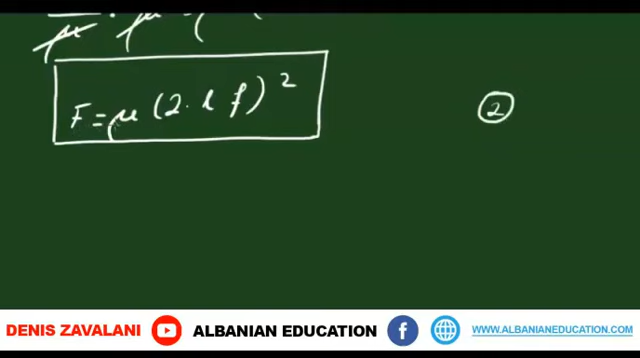 F = μ (2 · l f)²
②
DENIS ZAVALANI ALBANIAN EDUCATION WWW.ALBANIANEDUCATION.COM